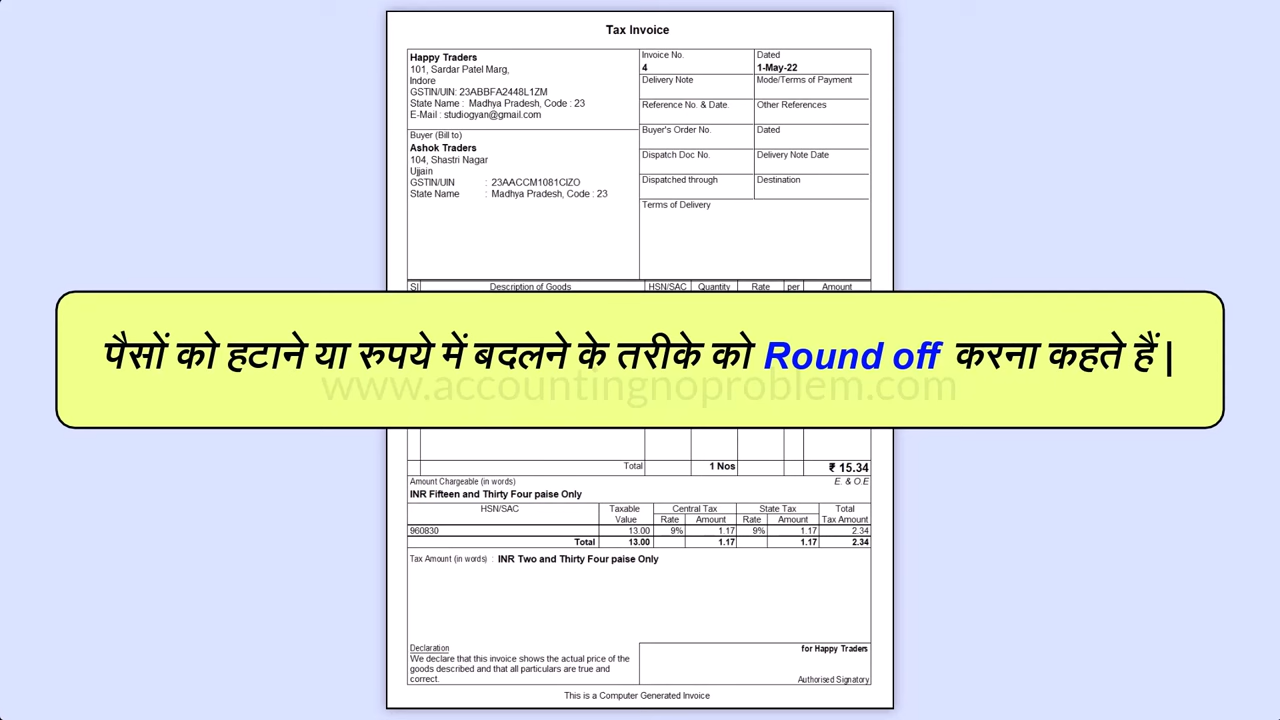 Tax Invoice
Happy Traders
101, Sardar Patel Marg,
Indore
GSTIN/UIN: 23ABBFA2448L1ZM
State Name : Madhya Pradesh, Code : 23
E-Mail : studiogyan@gmail.com
Invoice No.
4
Dated
1-May-22
Delivery Note
Mode/Terms of Payment
Reference No. & Date.
Other References
Buyer (Bill to)
Ashok Traders
104, Shastri Nagar
Ujjain
GSTIN/UIN : 23AACCM1081CIZO
State Name : Madhya Pradesh, Code : 23
Buyer's Order No.
Dated
Dispatch Doc No.
Delivery Note Date
Dispatched through
Destination
Terms of Delivery
SI Description of Goods HSN/SAC Quantity Rate per Amount
पैसों को हटाने या रुपये में बदलने के तरीके को Round off करना कहते हैं |
www.accountingnoproblem.com
Total 1 Nos ₹ 15.34
Amount Chargeable (in words) E. & O.E
INR Fifteen and Thirty Four paise Only
HSN/SAC Taxable Central Tax State Tax Total
Value Rate Amount Rate Amount Tax Amount
960830 13.00 9% 1.17 9% 1.17 2.34
Total 13.00 1.17 1.17 2.34
Tax Amount (in words) : INR Two and Thirty Four paise Only
Declaration
We declare that this invoice shows the actual price of the
goods described and that all particulars are true and
correct.
for Happy Traders
Authorised Signatory
This is a Computer Generated Invoice